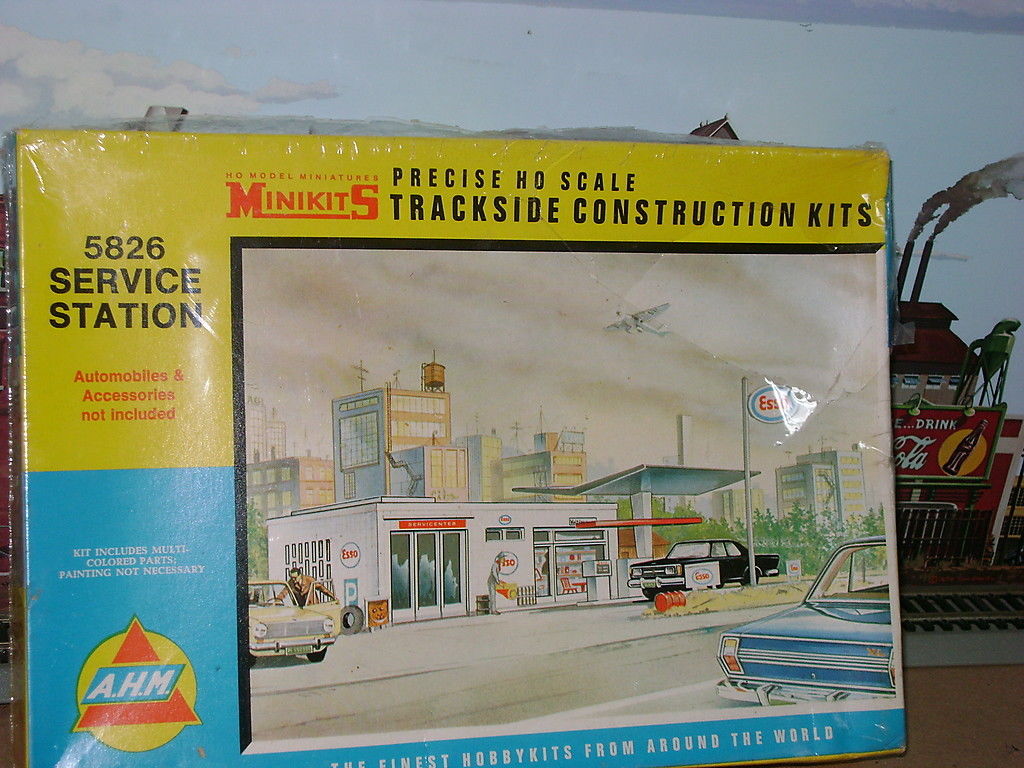 HO MODEL MINIATURES
MINIKITS
PRECISE HO SCALE
TRACKSIDE CONSTRUCTION KITS
5826
SERVICE
STATION
Automobiles &
Accessories
not included
KIT INCLUDES MULTI-
COLORED PARTS;
PAINTING NOT NECESSARY
A.H.M.
Esso
SERVICENTER
Esso
Esso
P
Esso
E...DRINK
Cola
THE FINEST HOBBYKITS FROM AROUND THE WORLD